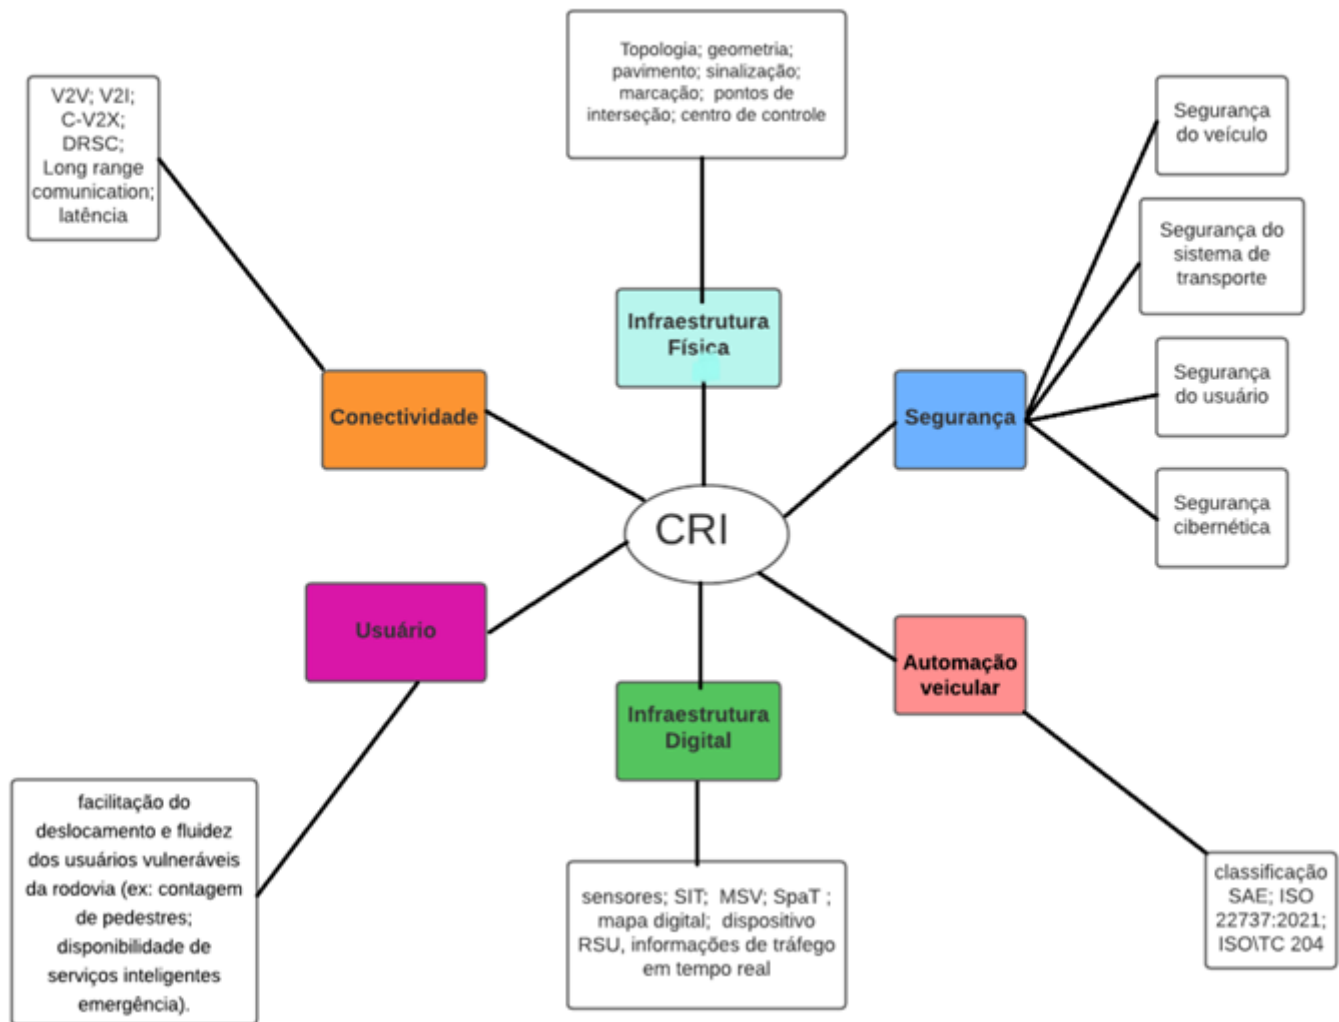 Topologia; geometria;
pavimento; sinalização;
marcação; pontos de
interseção; centro de controle
V2V; V2I;
C-V2X;
DRSC;
Long range
comunication;
latência
Segurança
do veículo
Segurança do
sistema de
transporte
Segurança
do usuário
Segurança
cibernética
Infraestrutura
Física
Conectividade
Segurança
CRI
Usuário
Infraestrutura
Digital
Automação
veicular
facilitação do
deslocamento e fluidez
dos usuários vulneráveis
da rodovia (ex: contagem
de pedestres;
disponibilidade de
serviços inteligentes
emergência).
sensores; SIT; MSV; SpaT ;
mapa digital; dispositivo
RSU, informações de tráfego
em tempo real
classificação
SAE; ISO
22737:2021;
ISO\TC 204